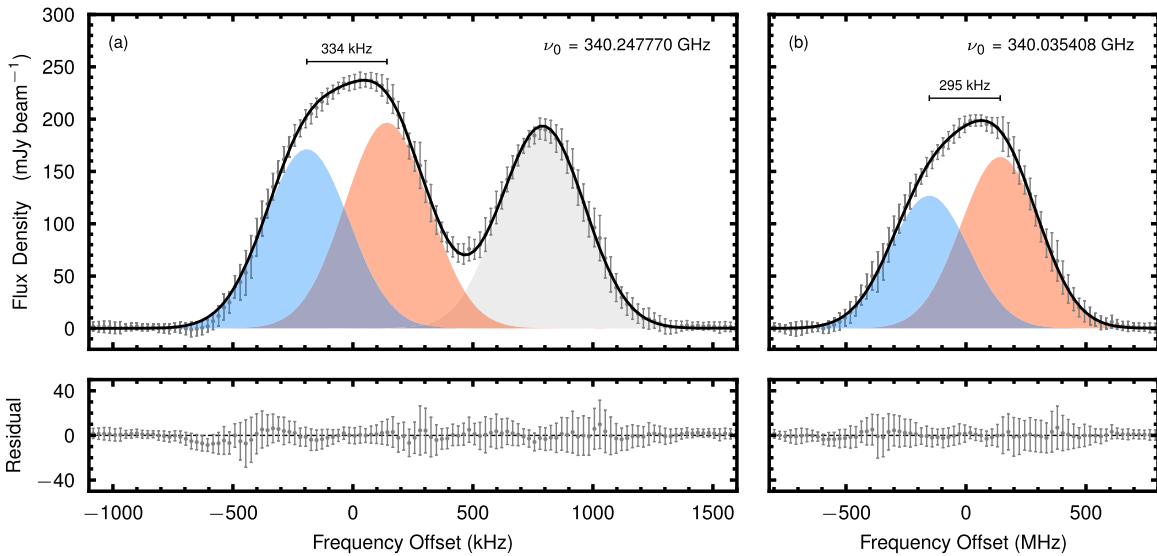 (a)
334 kHz
ν₀ = 340.247770 GHz
(b)
295 kHz
ν₀ = 340.035408 GHz
Flux Density (mJy beam⁻¹)
300
250
200
150
100
50
0
Residual
40
0
−40
−1000 −500 0 500 1000 1500
−500 0 500
Frequency Offset (kHz)
Frequency Offset (MHz)